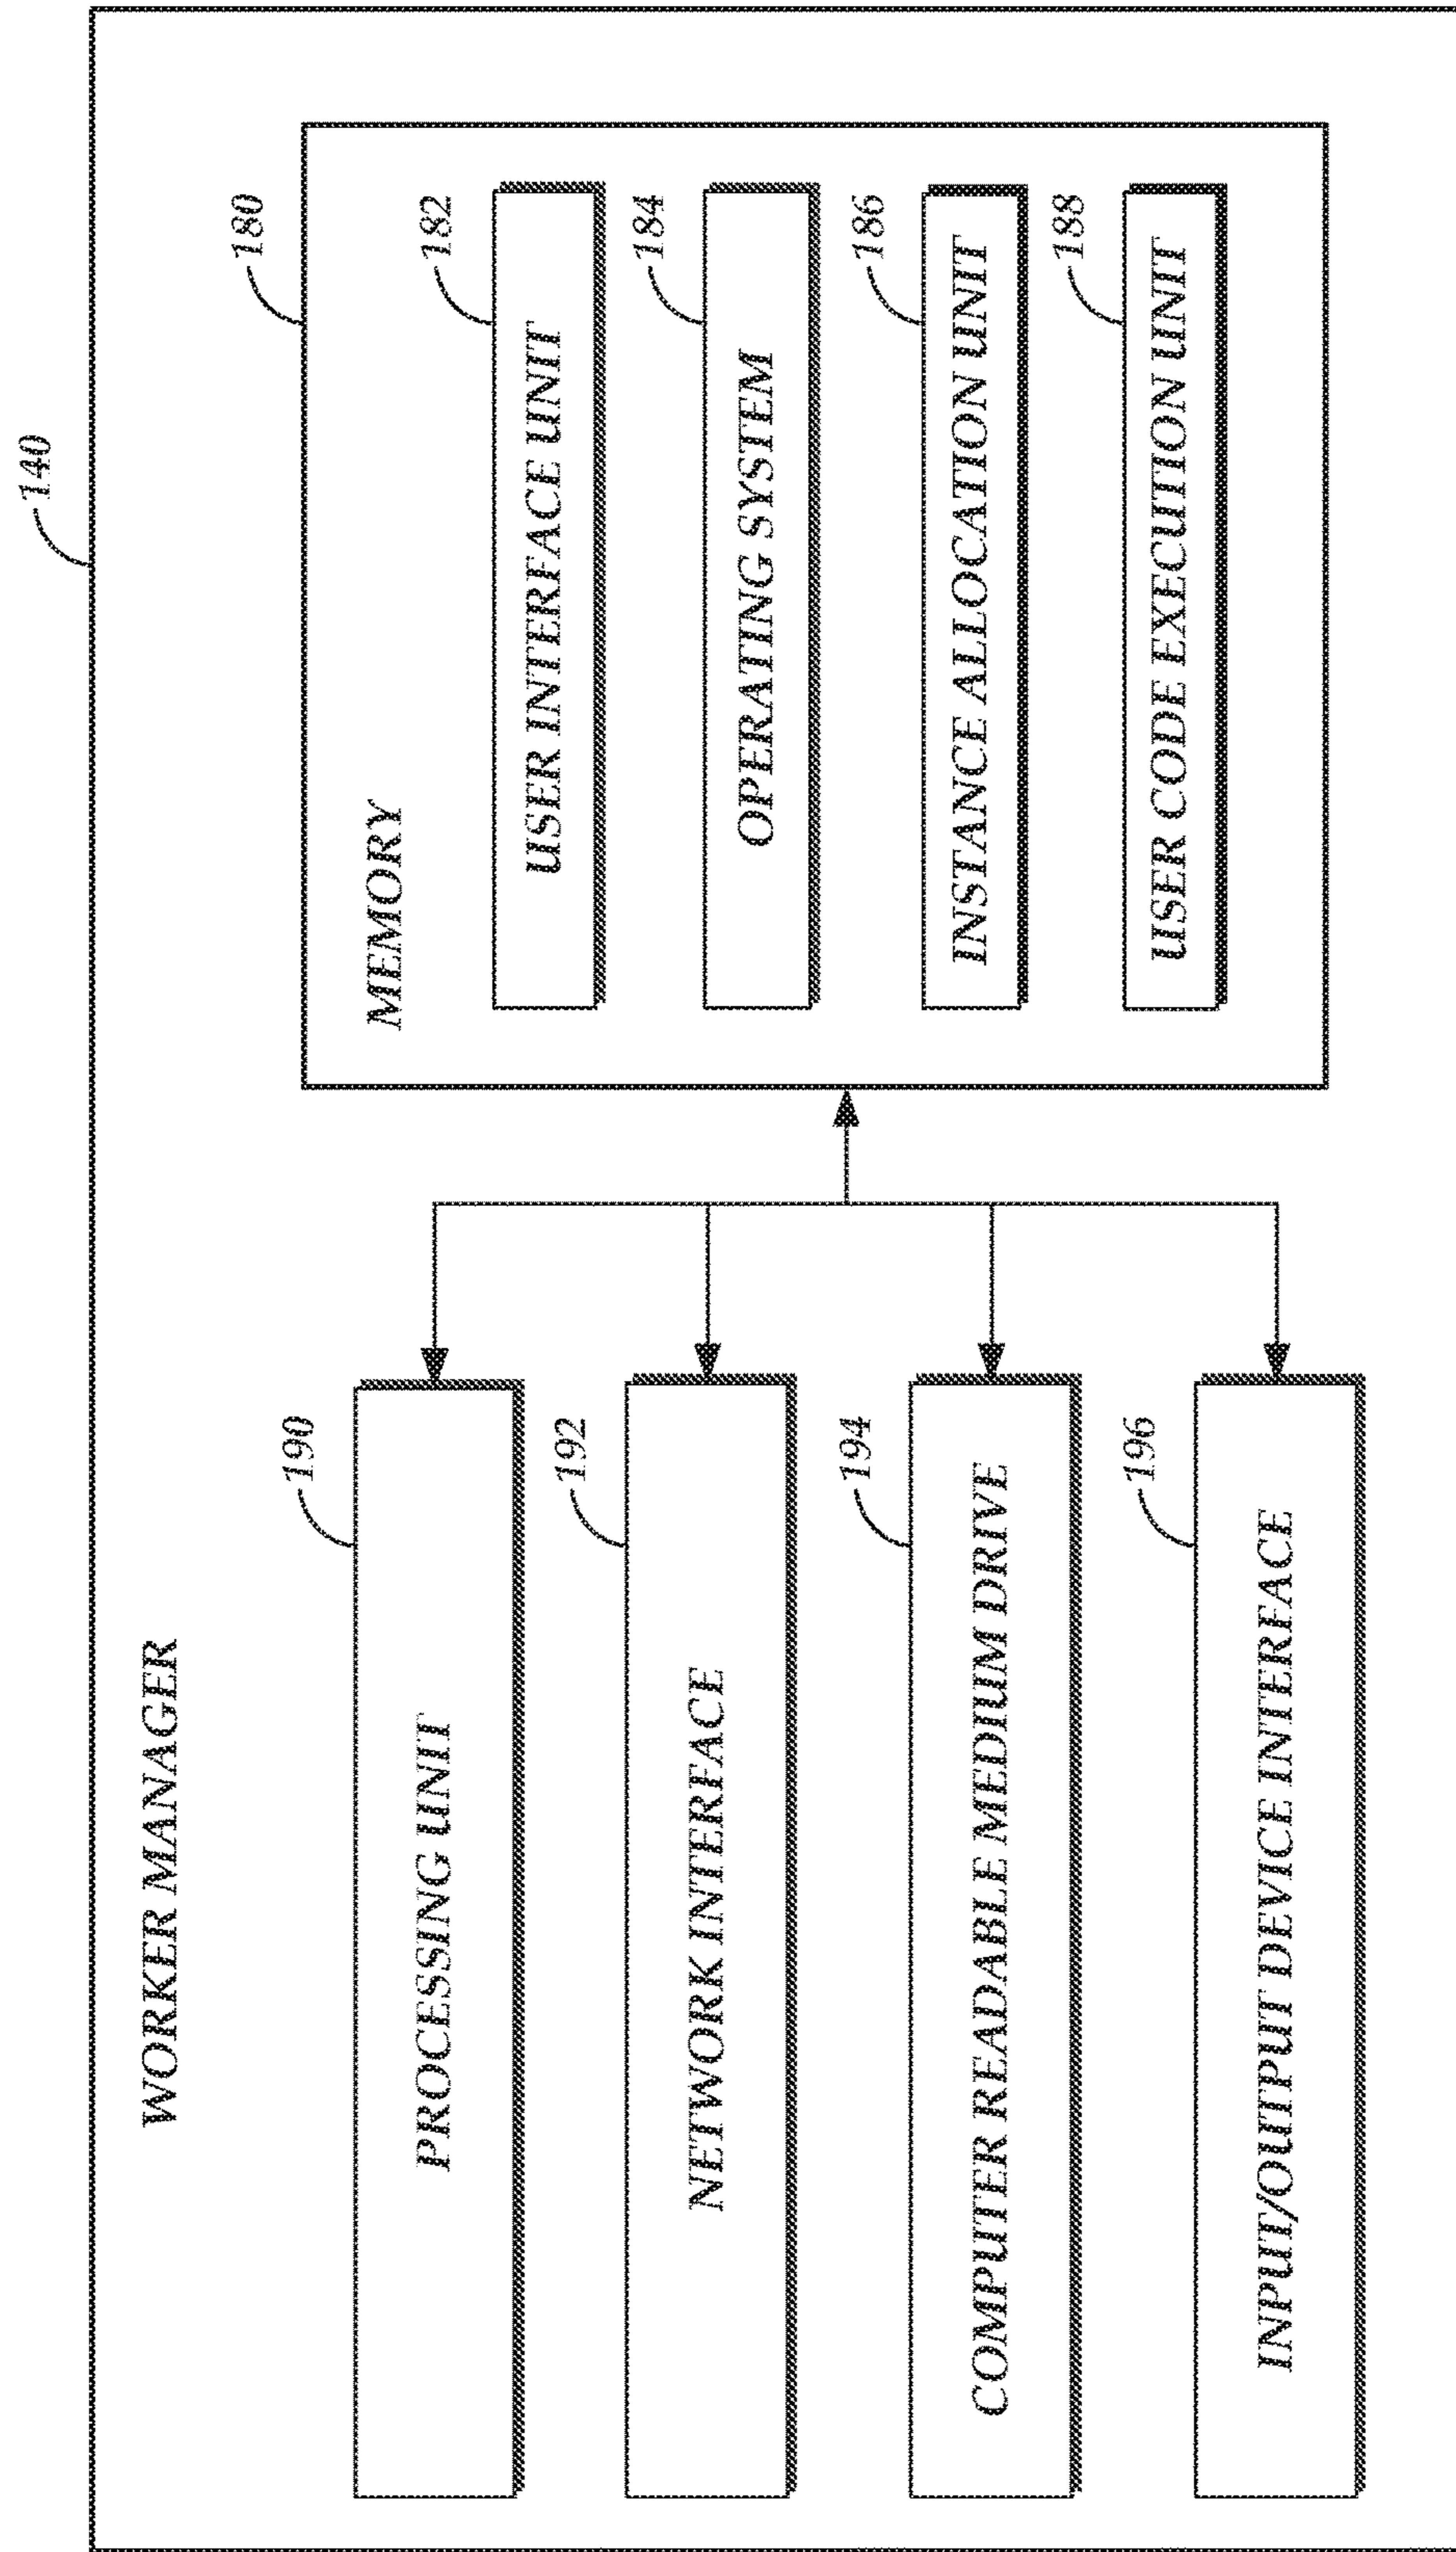 140
WORKER MANAGER
180
190
MEMORY
PROCESSING UNIT
182
USER INTERFACE UNIT
192
NETWORK INTERFACE
184
OPERATING SYSTEM
194
COMPUTER READABLE MEDIUM DRIVE
186
INSTANCE ALLOCATION UNIT
196
INPUT/OUTPUT DEVICE INTERFACE
188
USER CODE EXECUTION UNIT